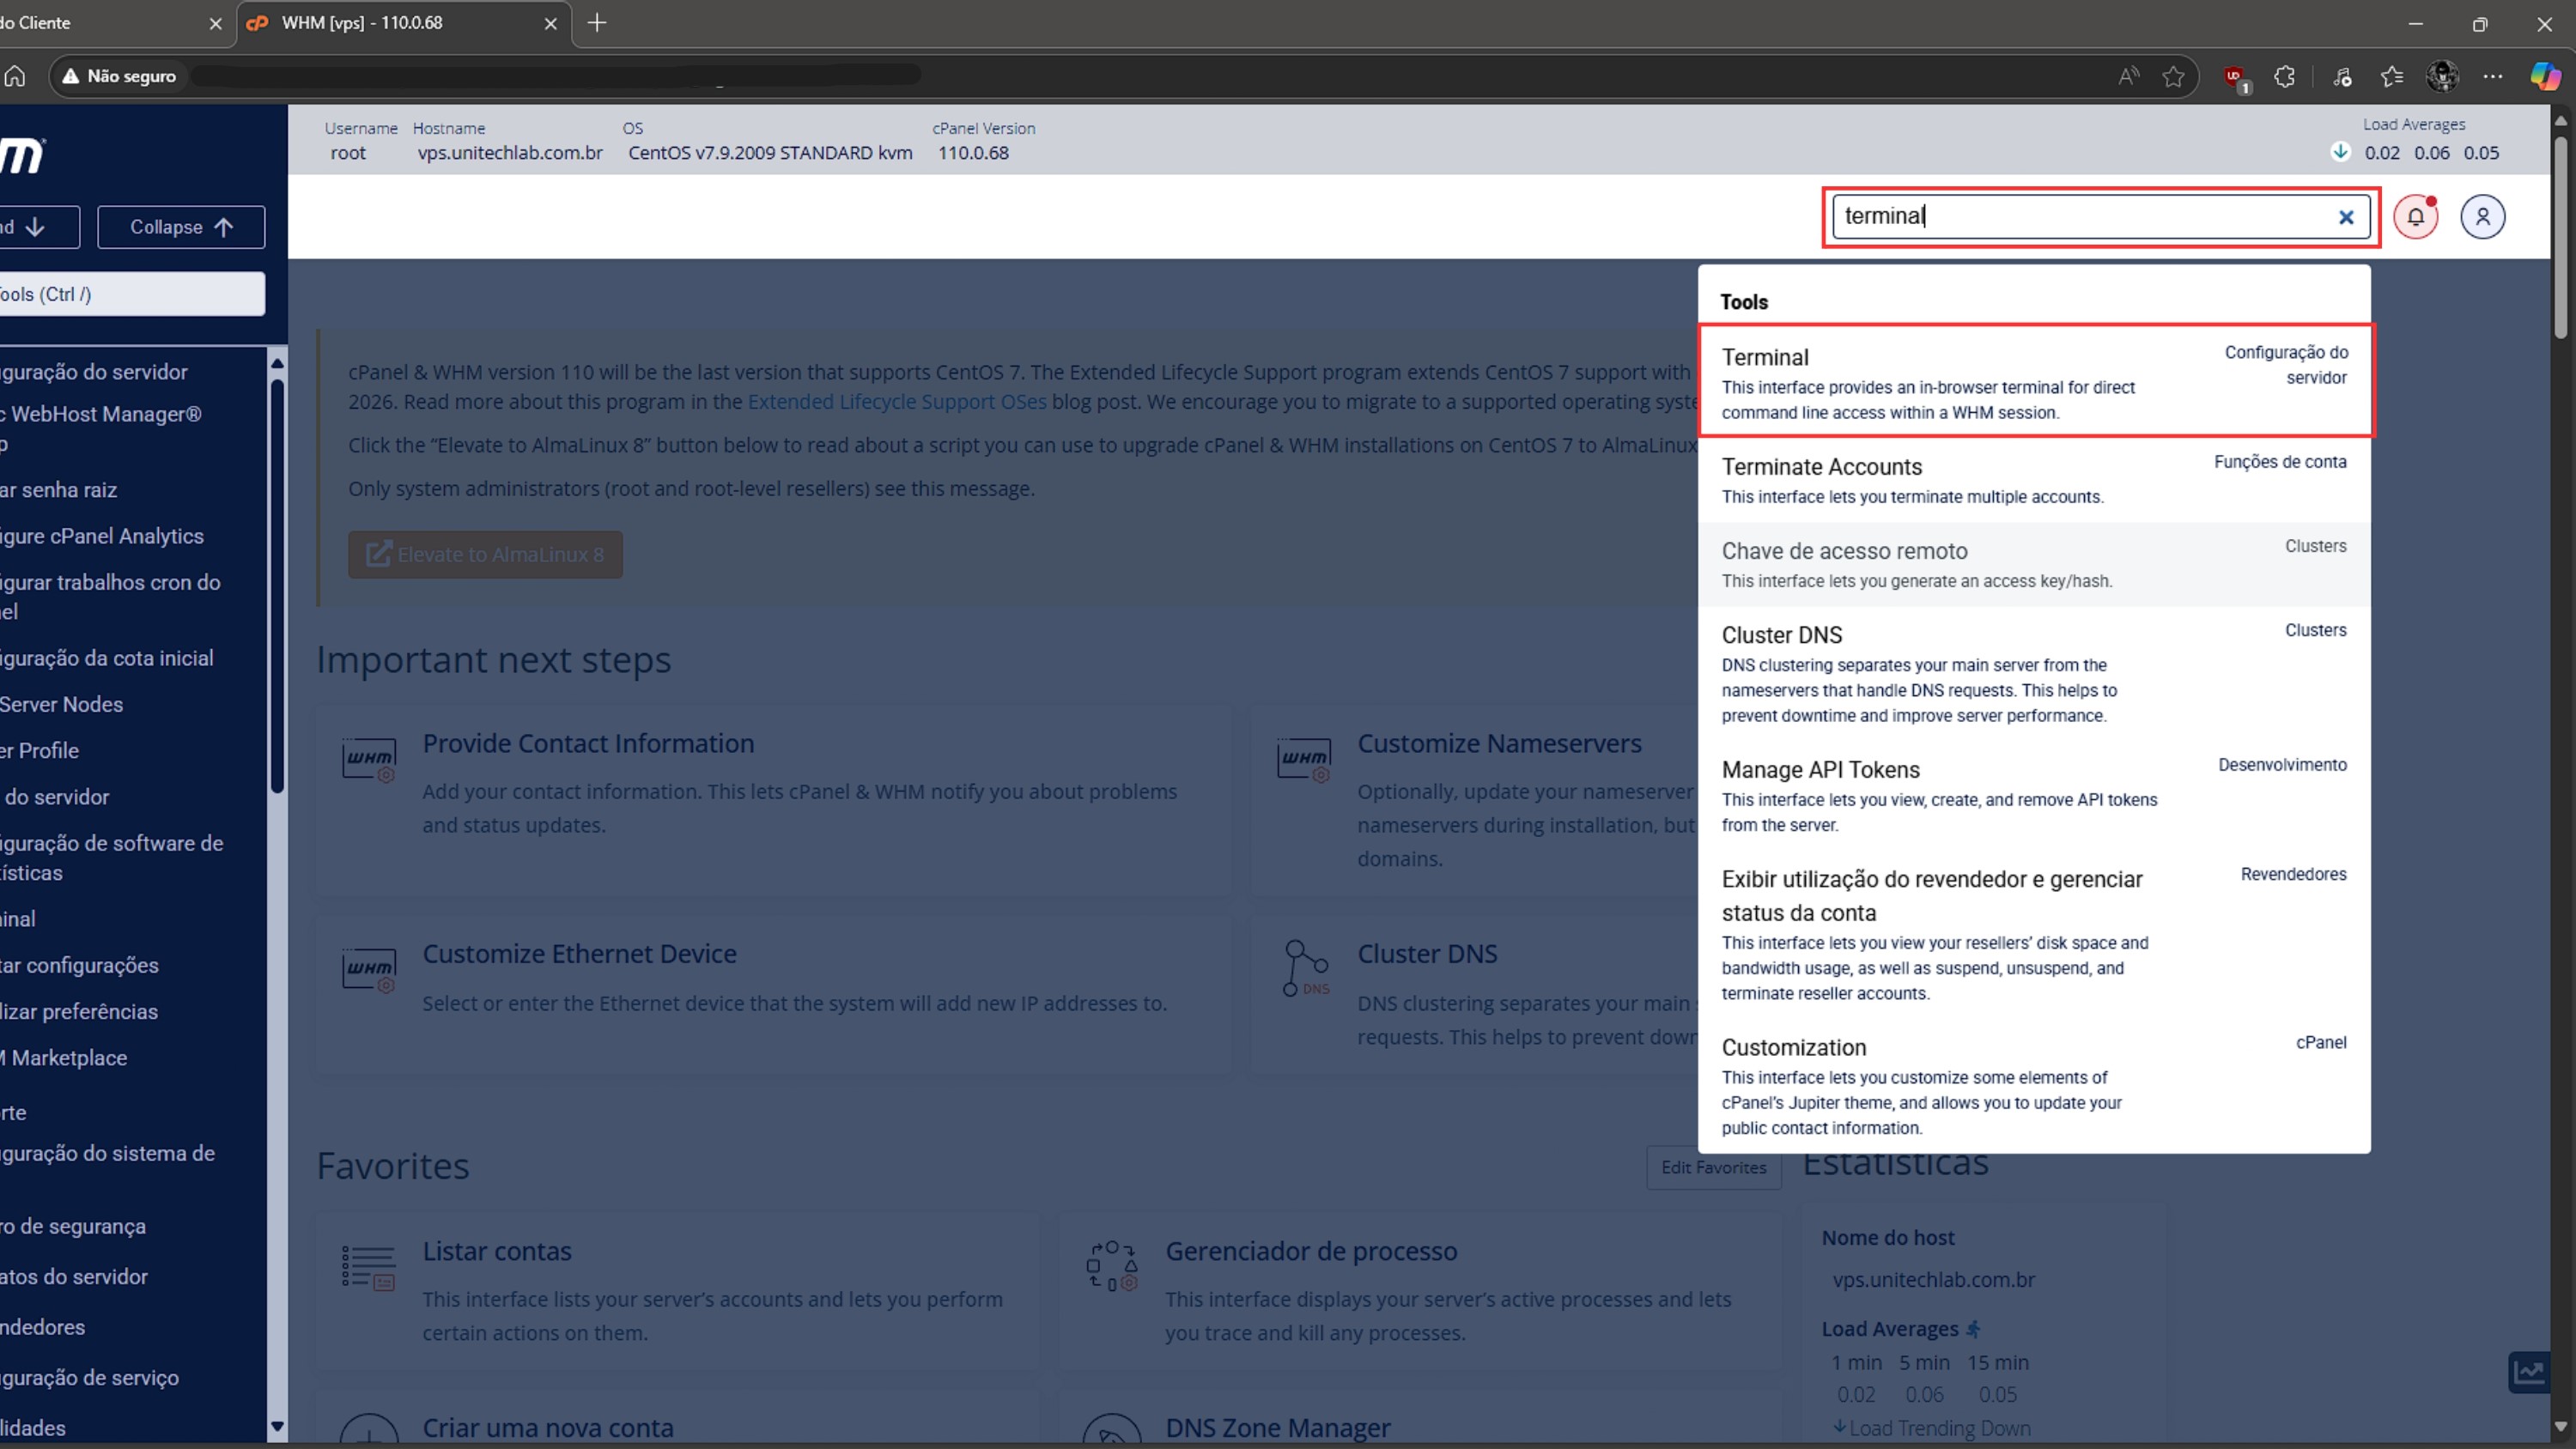 do Cliente
WHM [vps] - 110.0.68
Não seguro
1
Username Hostname OS cPanel Version
root vps.unitechlab.com.br CentOS v7.9.2009 STANDARD kvm 110.0.68
Load Averages
0.02 0.06 0.05
nd
Collapse
Tools (Ctrl /)
terminal
guração do servidor
c WebHost Manager®
p
ar senha raiz
igure cPanel Analytics
igurar trabalhos cron do
el
guração da cota inicial
Server Nodes
er Profile
do servidor
iguração de software de
ísticas
inal
tar configurações
lizar preferências
M Marketplace
rte
guração do sistema de
ro de segurança
atos do servidor
ndedores
guração de serviço
lidades
cPanel & WHM version 110 will be the last version that supports CentOS 7. The Extended Lifecycle Support program extends CentOS 7 support with
2026. Read more about this program in the Extended Lifecycle Support OSes blog post. We encourage you to migrate to a supported operating syste
Click the “Elevate to AlmaLinux 8” button below to read about a script you can use to upgrade cPanel & WHM installations on CentOS 7 to AlmaLinux
Only system administrators (root and root-level resellers) see this message.
Elevate to AlmaLinux 8
Important next steps
WHM
Provide Contact Information
Add your contact information. This lets cPanel & WHM notify you about problems
and status updates.
WHM
Customize Nameservers
Optionally, update your nameserver
nameservers during installation, but
domains.
WHM
Customize Ethernet Device
Select or enter the Ethernet device that the system will add new IP addresses to.
DNS
Cluster DNS
DNS clustering separates your main
requests. This helps to prevent down
Favorites
Edit Favorites
Listar contas
This interface lists your server’s accounts and lets you perform
certain actions on them.
Gerenciador de processo
This interface displays your server’s active processes and lets
you trace and kill any processes.
Criar uma nova conta
DNS Zone Manager
Tools
Terminal
Configuração do
servidor
This interface provides an in-browser terminal for direct
command line access within a WHM session.
Terminate Accounts
Funções de conta
This interface lets you terminate multiple accounts.
Chave de acesso remoto
Clusters
This interface lets you generate an access key/hash.
Cluster DNS
Clusters
DNS clustering separates your main server from the
nameservers that handle DNS requests. This helps to
prevent downtime and improve server performance.
Manage API Tokens
Desenvolvimento
This interface lets you view, create, and remove API tokens
from the server.
Exibir utilização do revendedor e gerenciar
status da conta
Revendedores
This interface lets you view your resellers’ disk space and
bandwidth usage, as well as suspend, unsuspend, and
terminate reseller accounts.
Customization
cPanel
This interface lets you customize some elements of
cPanel’s Jupiter theme, and allows you to update your
public contact information.
Estatísticas
Nome do host
vps.unitechlab.com.br
Load Averages
1 min 5 min 15 min
0.02 0.06 0.05
Load Trending Down